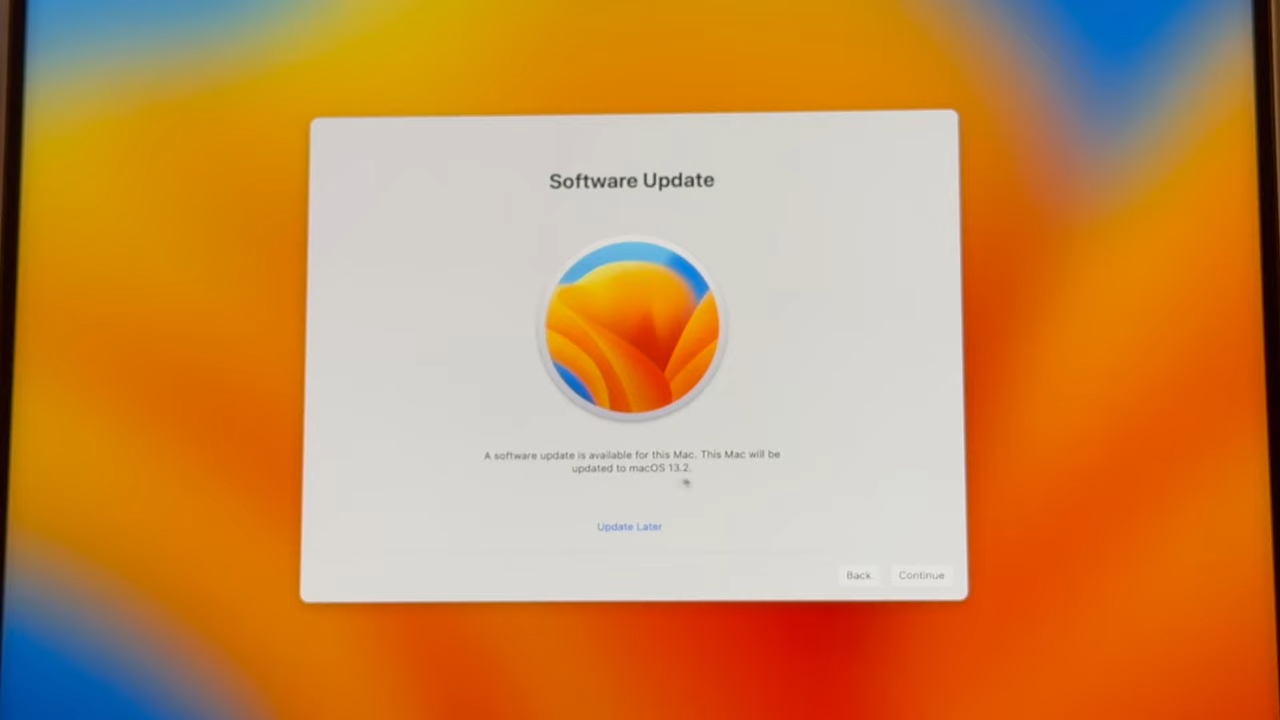 Software Update
A software update is available for this Mac. This Mac will be
updated to macOS 13.2.
Update Later
Back
Continue